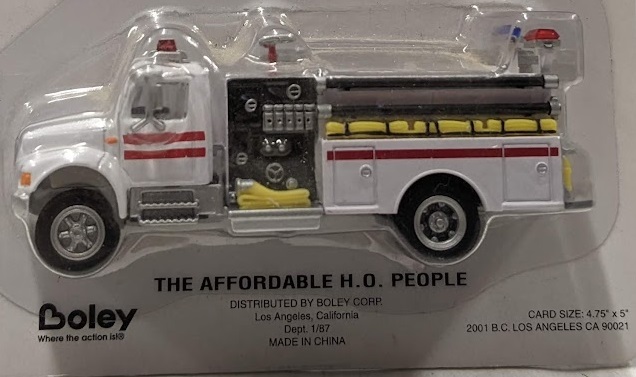 THE AFFORDABLE H.O. PEOPLE
Boley
Where the action is!®
DISTRIBUTED BY BOLEY CORP.
Los Angeles, California
Dept. 1/87
MADE IN CHINA
CARD SIZE: 4.75" x 5"
2001 B.C. LOS ANGELES CA 90021